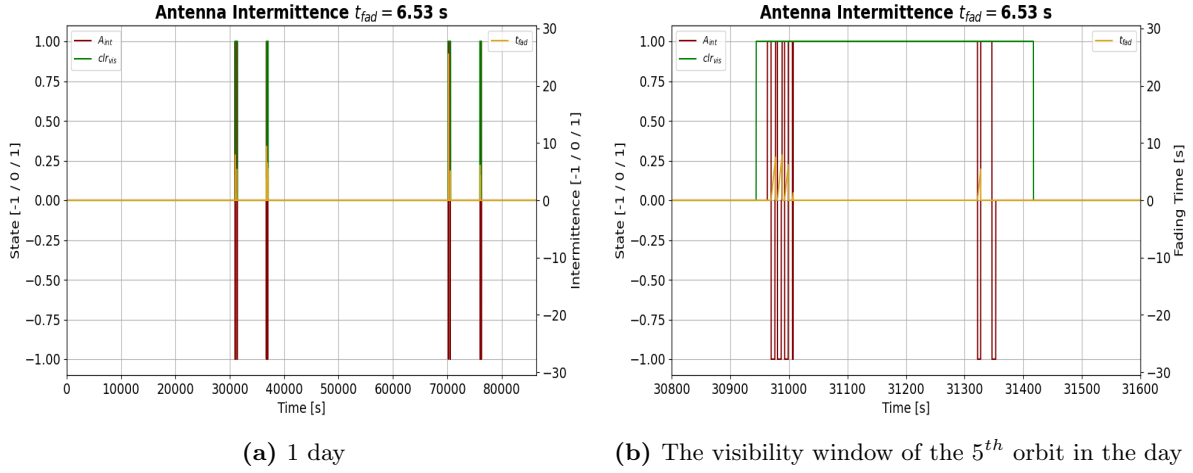 Antenna Intermittence t_fad = 6.53 s
A_int
clr_vis
t_fad
1.00
0.75
0.50
0.25
0.00
−0.25
−0.50
−0.75
−1.00
State [-1 / 0 / 1]
30
20
10
0
−10
−20
−30
Intermittence [-1 / 0 / 1]
0 10000 20000 30000 40000 50000 60000 70000 80000
Time [s]
(a) 1 day
Antenna Intermittence t_fad = 6.53 s
A_int
clr_vis
t_fad
1.00
0.75
0.50
0.25
0.00
−0.25
−0.50
−0.75
−1.00
State [-1 / 0 / 1]
30
20
10
0
−10
−20
−30
Fading Time [s]
30800 30900 31000 31100 31200 31300 31400 31500 31600
Time [s]
(b) The visibility window of the 5th orbit in the day